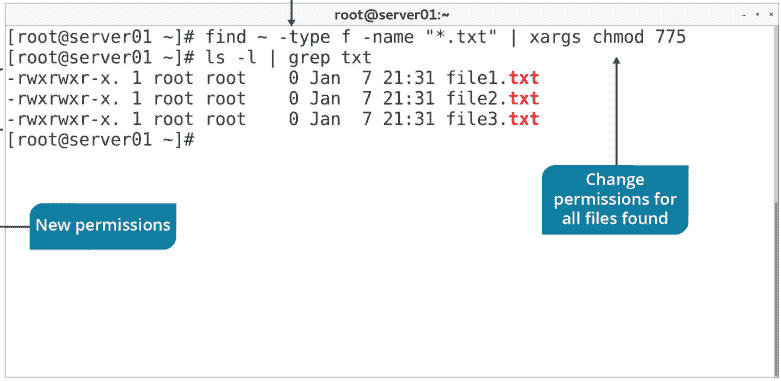 root@server01:~
[root@server01 ~]# find ~ -type f -name "*.txt" | xargs chmod 775
[root@server01 ~]# ls -l | grep txt
-rwxrwxr-x. 1 root root    0 Jan  7 21:31 file1.txt
-rwxrwxr-x. 1 root root    0 Jan  7 21:31 file2.txt
-rwxrwxr-x. 1 root root    0 Jan  7 21:31 file3.txt
[root@server01 ~]#
New permissions
Change
permissions for
all files found